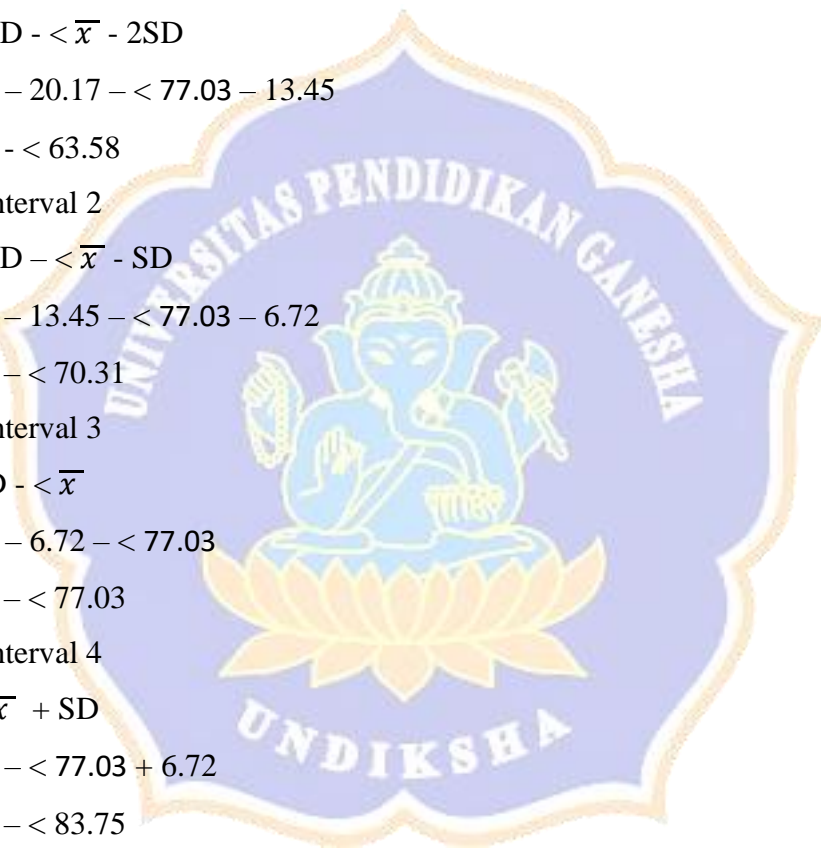 D - < x̅ - 2SD
– 20.17 – < 77.03 – 13.45
- < 63.58
nterval 2
D – < x̅ - SD
– 13.45 – < 77.03 – 6.72
– < 70.31
nterval 3
D - < x̅
– 6.72 – < 77.03
– < 77.03
nterval 4
x̅ + SD
– < 77.03 + 6.72
– < 83.75
UNIVERSITAS PENDIDIKAN GANESHA
UNDIKSHA